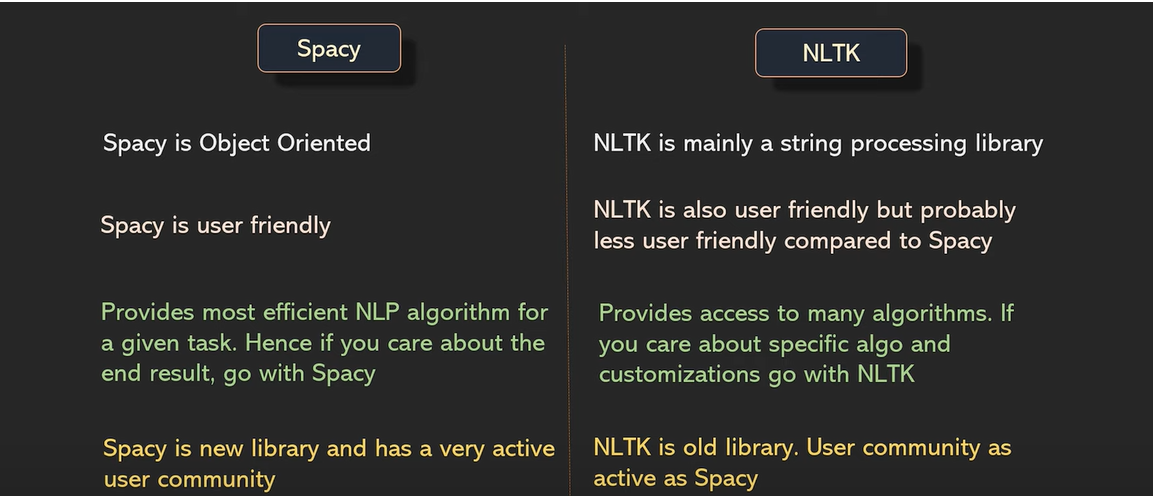 Spacy
NLTK
Spacy is Object Oriented
NLTK is mainly a string processing library
Spacy is user friendly
NLTK is also user friendly but probably
less user friendly compared to Spacy
Provides most efficient NLP algorithm for
a given task. Hence if you care about the
end result, go with Spacy
Provides access to many algorithms. If
you care about specific algo and
customizations go with NLTK
Spacy is new library and has a very active
user community
NLTK is old library. User community as
active as Spacy